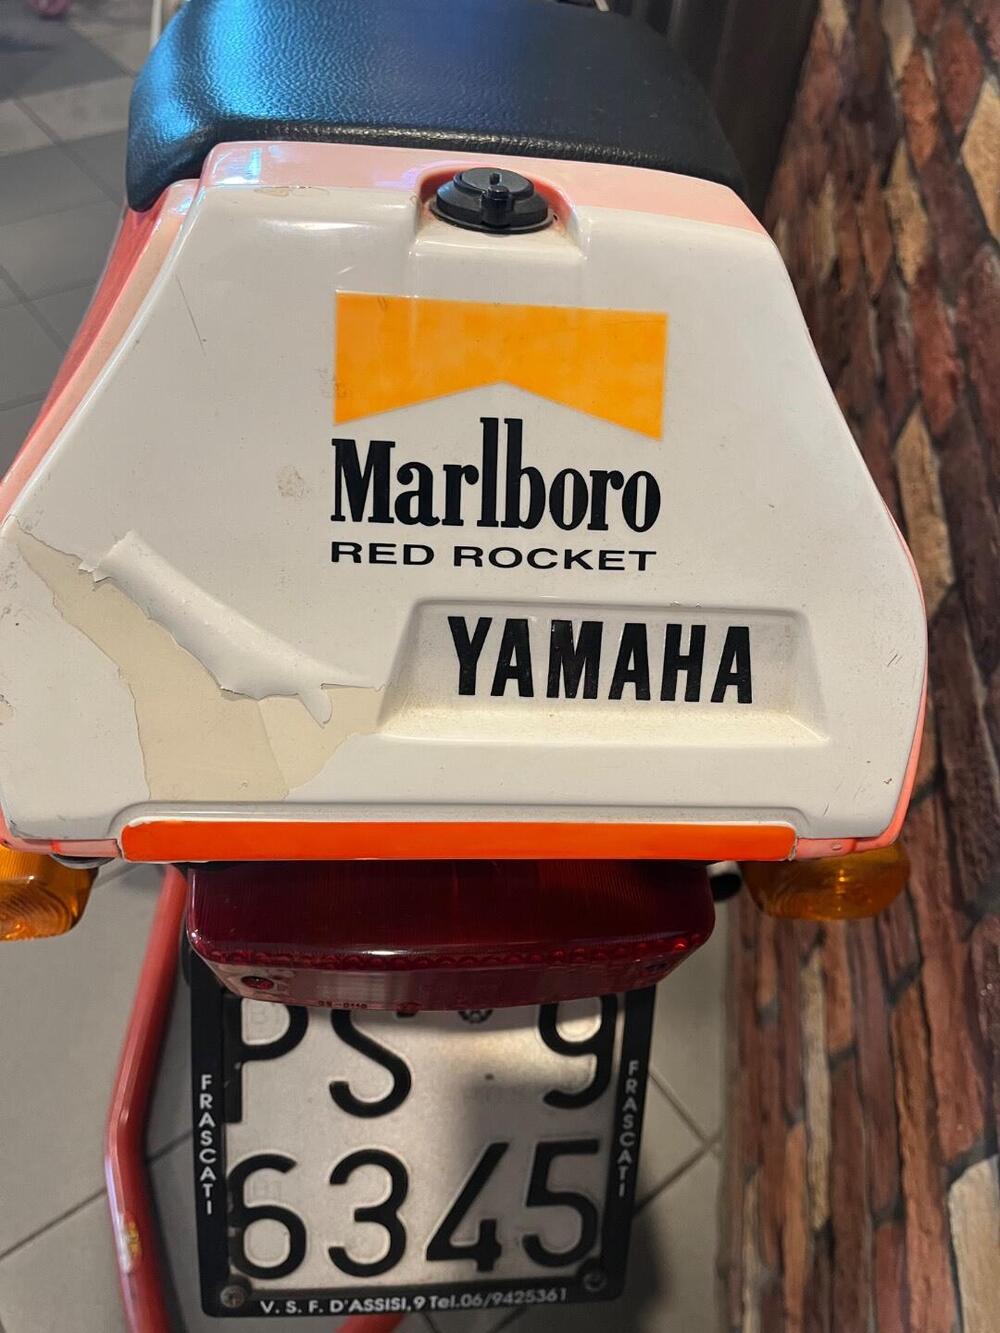 Marlboro
RED ROCKET
YAMAHA
PS 9
6345
FRASCATI
FRASCATI
V. S. F. D'ASSISI, 9 Tel.06/9425361